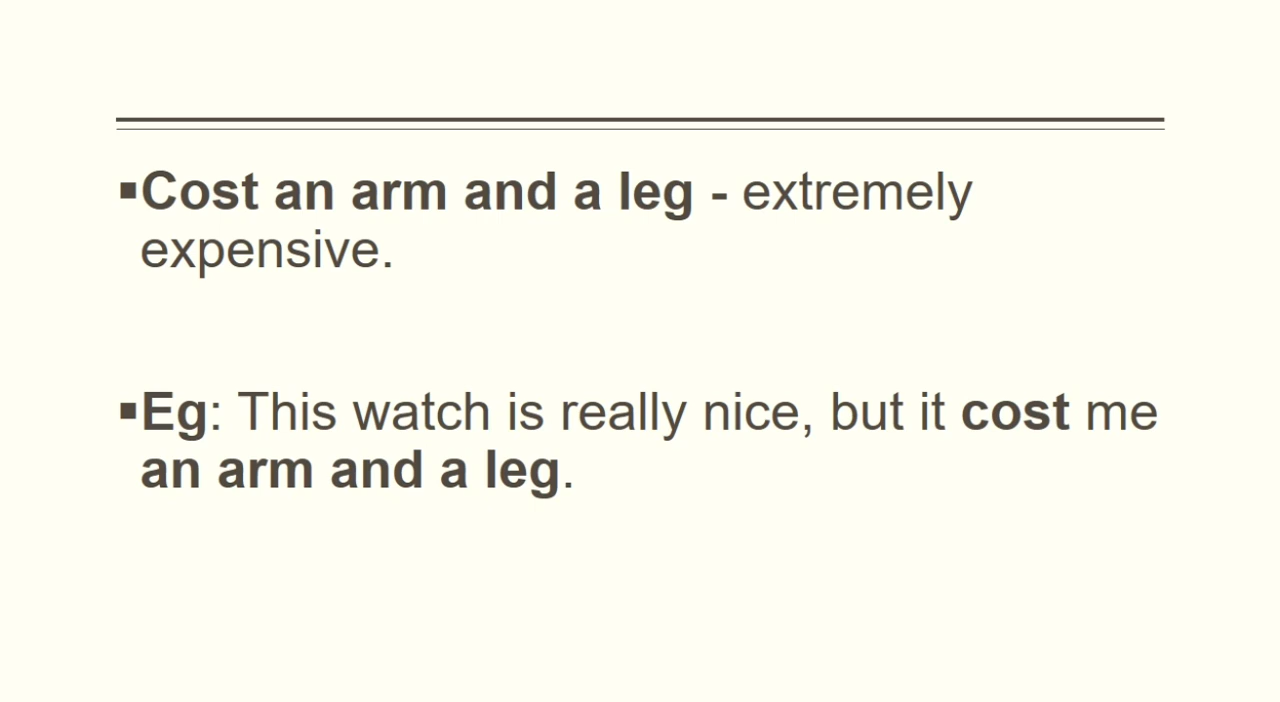 ▪Cost an arm and a leg - extremely
expensive.
▪Eg: This watch is really nice, but it cost me
an arm and a leg.